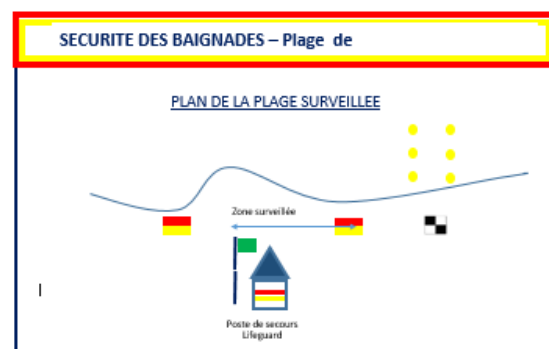 SECURITE DES BAIGNADES – Plage de
PLAN DE LA PLAGE SURVEILLEE
Zone surveillée
Poste de secours
Lifeguard